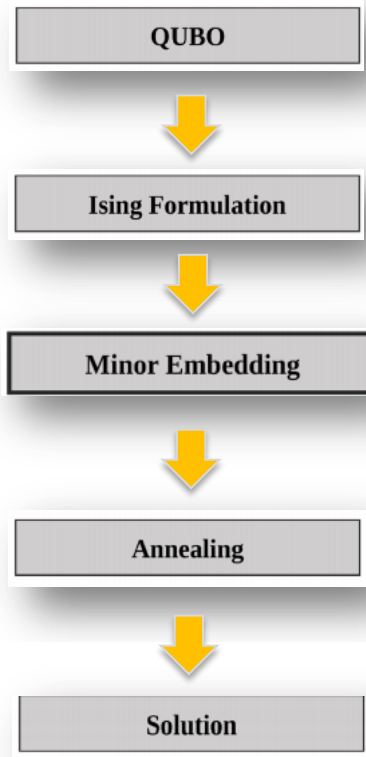 QUBO
Ising Formulation
Minor Embedding
Annealing
Solution